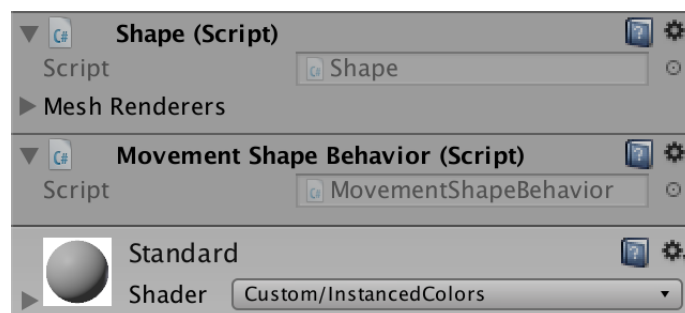 C# Shape (Script) ?
Script C# Shape
Mesh Renderers
C# Movement Shape Behavior (Script) ?
Script C# MovementShapeBehavior
Standard ?
Shader Custom/InstancedColors